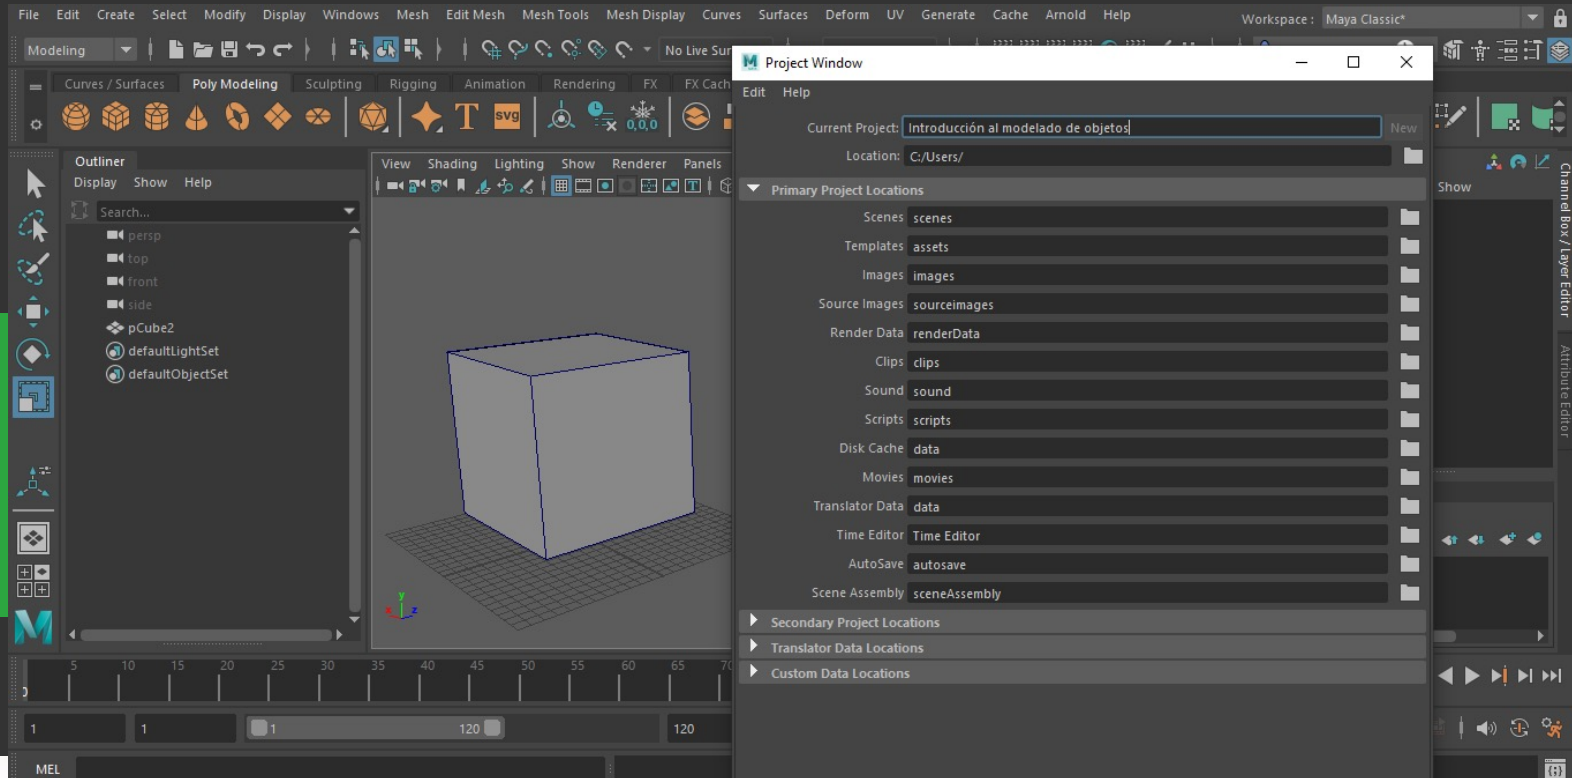 File Edit Create Select Modify Display Windows Mesh Edit Mesh Mesh Tools Mesh Display Curves Surfaces Deform UV Generate Cache Arnold Help Workspace : Maya Classic*
Modeling No Live Sur
Curves / Surfaces Poly Modeling Sculpting Rigging Animation Rendering FX FX Cach
T svg 0,0,0
Outliner
Display Show Help
Search...
persp
top
front
side
pCube2
defaultLightSet
defaultObjectSet
View Shading Lighting Show Renderer Panels
y
x z
Project Window
Edit Help
Current Project: Introducción al modelado de objetos New
Location: C:/Users/
Primary Project Locations
Scenes scenes
Templates assets
Images images
Source Images sourceimages
Render Data renderData
Clips clips
Sound sound
Scripts scripts
Disk Cache data
Movies movies
Translator Data data
Time Editor Time Editor
AutoSave autosave
Scene Assembly sceneAssembly
Secondary Project Locations
Translator Data Locations
Custom Data Locations
Show
Channel Box / Layer Editor
Attribute Editor
5 10 15 20 25 30 35 40 45 50 55 60 65 70
1 1 1 120 120
MEL